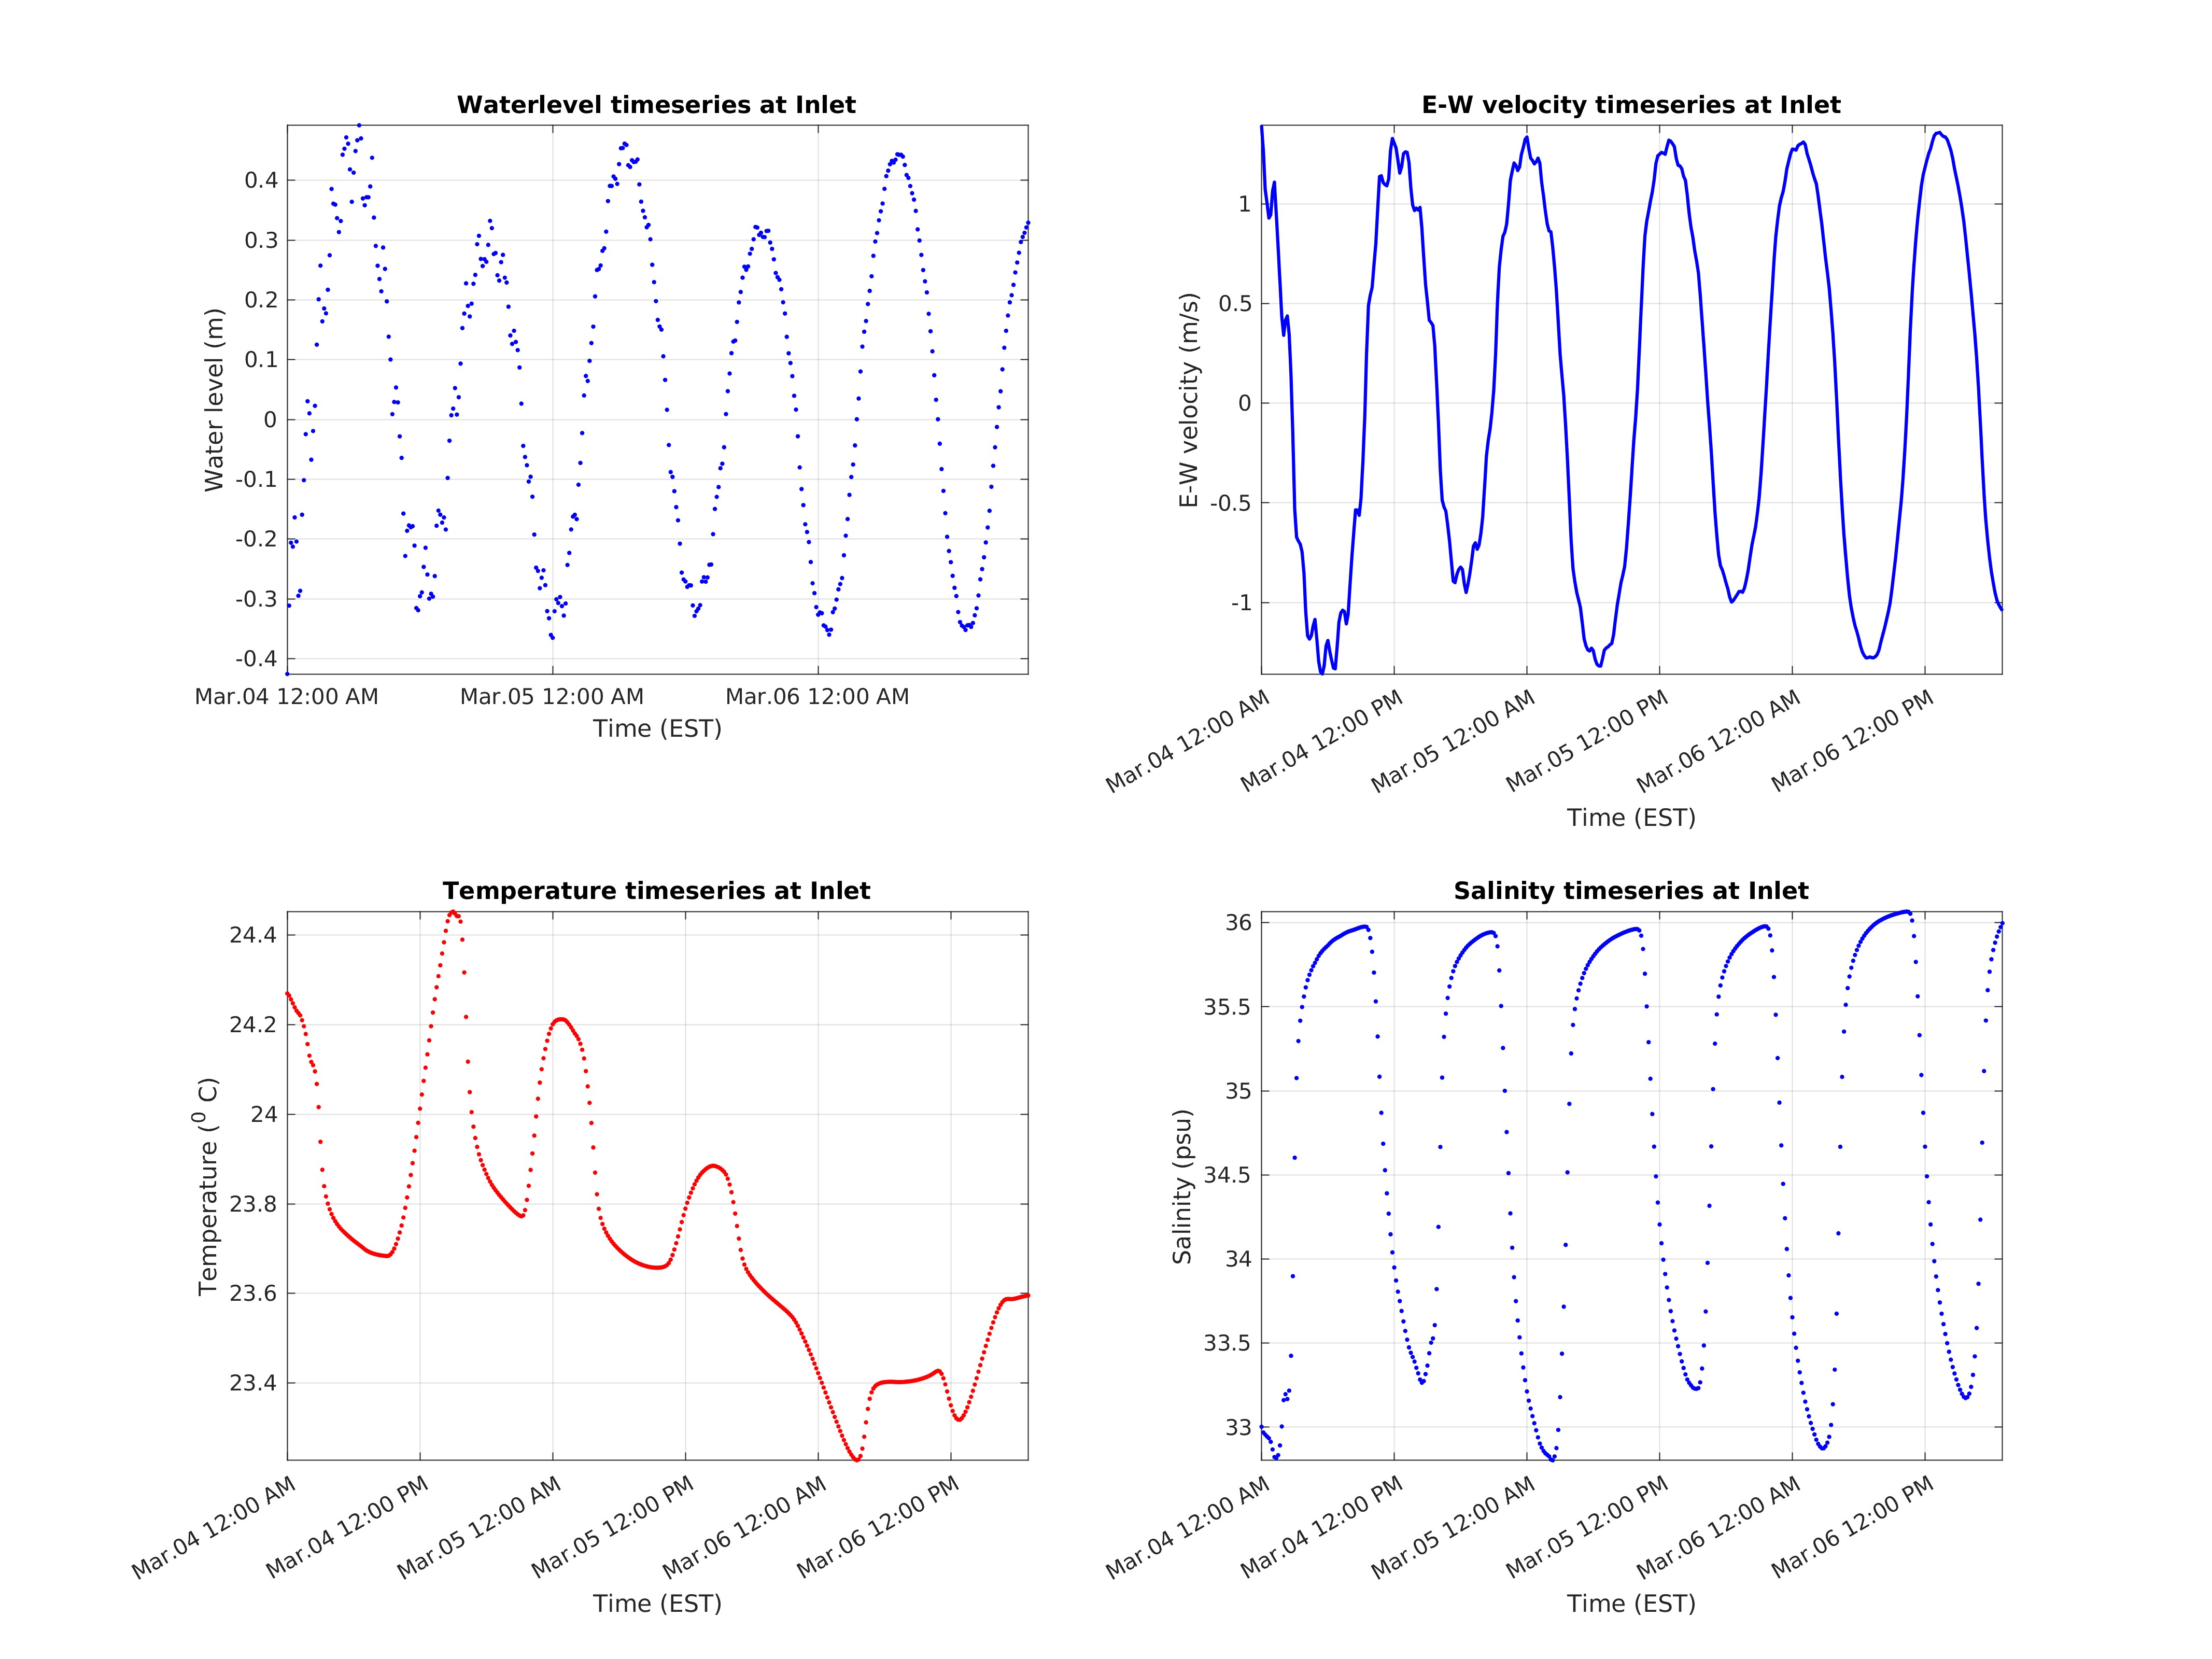 Waterlevel timeseries at Inlet
Water level (m)
0.4
0.3
0.2
0.1
0
-0.1
-0.2
-0.3
-0.4
Mar.04 12:00 AM
Mar.05 12:00 AM
Mar.06 12:00 AM
Time (EST)
E-W velocity timeseries at Inlet
E-W velocity (m/s)
1
0.5
0
-0.5
-1
Mar.04 12:00 AM
Mar.04 12:00 PM
Mar.05 12:00 AM
Mar.05 12:00 PM
Mar.06 12:00 AM
Mar.06 12:00 PM
Time (EST)
Temperature timeseries at Inlet
Temperature (⁰ C)
24.4
24.2
24
23.8
23.6
23.4
Mar.04 12:00 AM
Mar.04 12:00 PM
Mar.05 12:00 AM
Mar.05 12:00 PM
Mar.06 12:00 AM
Mar.06 12:00 PM
Time (EST)
Salinity timeseries at Inlet
Salinity (psu)
36
35.5
35
34.5
34
33.5
33
Mar.04 12:00 AM
Mar.04 12:00 PM
Mar.05 12:00 AM
Mar.05 12:00 PM
Mar.06 12:00 AM
Mar.06 12:00 PM
Time (EST)